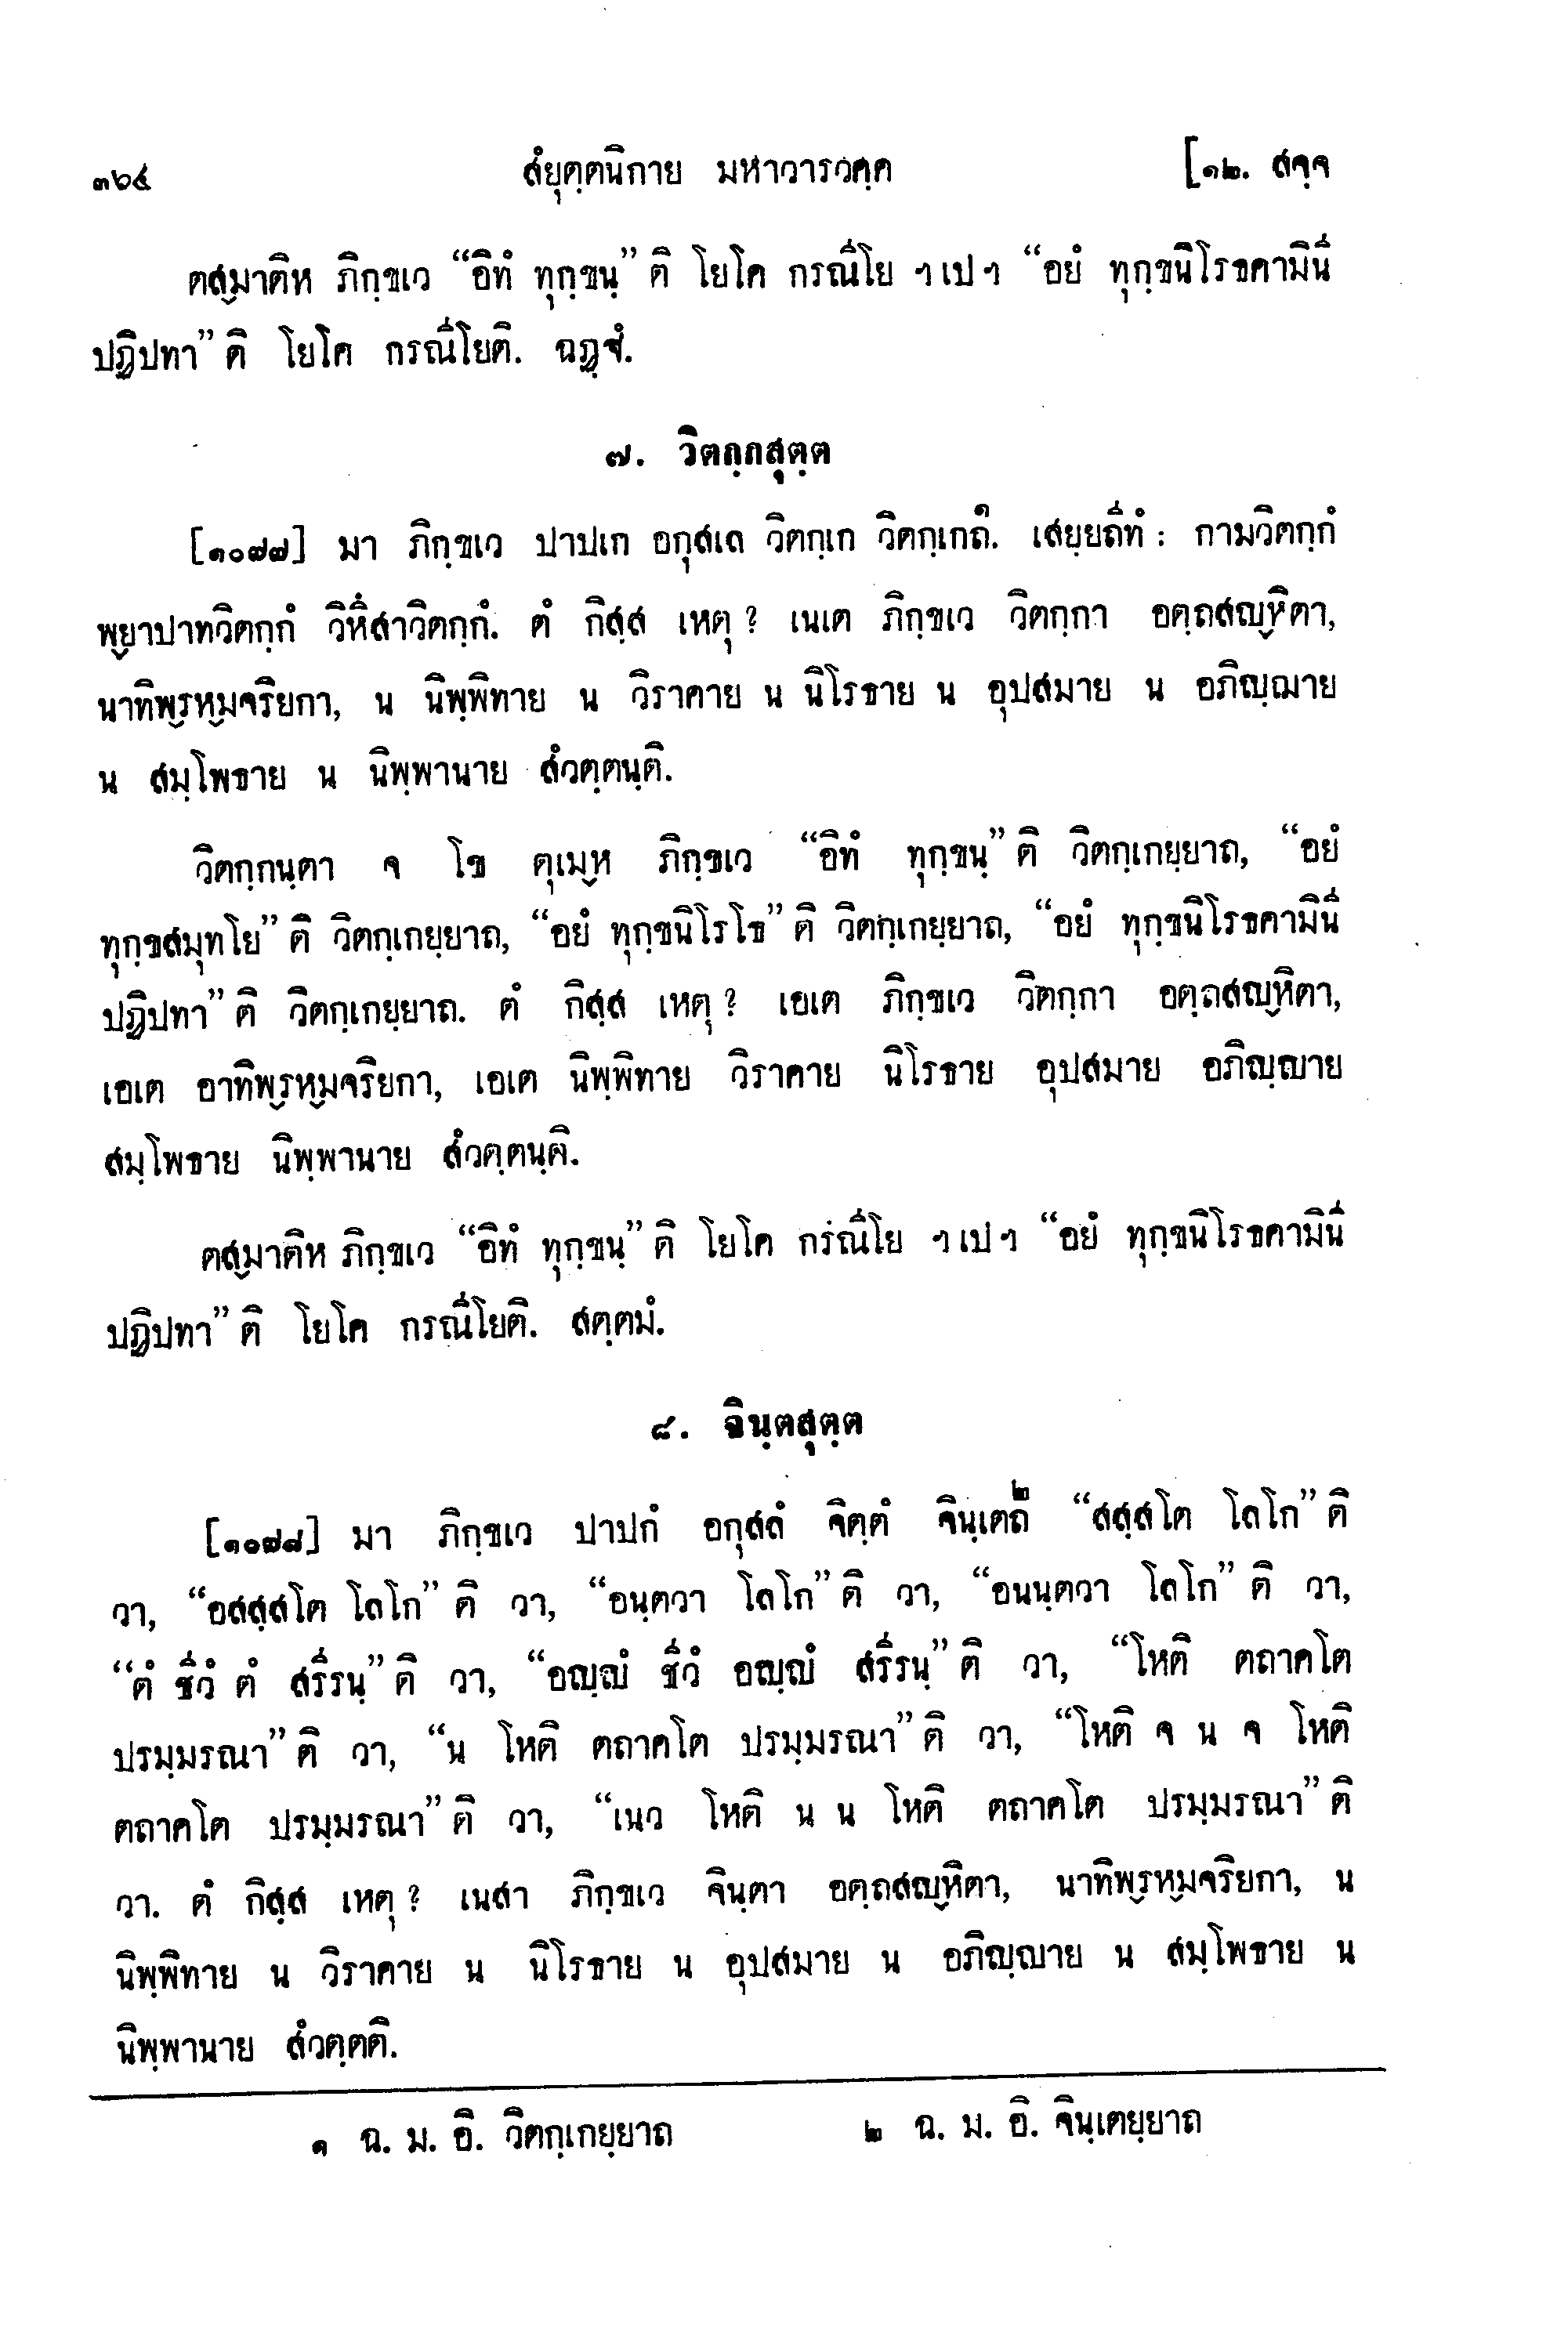 ๓๖๔ สํยุตฺตนิกาย มหาวารวคฺค [๑๒. สจฺจ
ตสฺมาติห ภิกฺขเว “อิทํ ทุกฺขนฺ” ติ โยโค กรณีโย ฯ เป ฯ “อยํ ทุกฺขนิโรธคามินี
ปฏิปทา” ติ โยโค กรณีโยติ. ฉฏฺฐํ.
๗. วิตกฺกสุตฺต
[๑๐๗๗] มา ภิกฺขเว ปาปเก อกุสเล วิตกฺเก วิตกฺเกถ๑. เสยฺยถีทํ : กามวิตกฺกํ
พฺยาปาทวิตกฺกํ วิหึสาวิตกฺกํ. ตํ กิสฺส เหตุ ? เนเต ภิกฺขเว วิตกฺกา อตฺถสญฺหิตา,
นาทิพฺรหฺมจริยกา, น นิพฺพิทาย น วิราคาย น นิโรธาย น อุปสมาย น อภิญฺฌาย
น สมฺโพธาย น นิพฺพานาย สํวตฺตนฺติ.
วิตกฺกนฺตา จ โข ตุเมฺห ภิกฺขเว “อิทํ ทุกฺขนฺ” ติ วิตกฺเกยฺยาถ, “อยํ
ทุกฺขสมุทโย” ติ วิตกฺเกยฺยาถ, “อยํ ทุกฺขนิโรโธ” ติ วิตกฺเกยฺยาถ, “อยํ ทุกฺขนิโรธคามินี
ปฏิปทา” ติ วิตกฺเกยฺยาถ. ตํ กิสฺส เหตุ ? เอเต ภิกฺขเว วิตกฺกา อตฺถสญฺหิตา,
เอเต อาทิพฺรหฺมจริยกา, เอเต นิพฺพิทาย วิราคาย นิโรธาย อุปสมาย อภิญฺญาย
สมฺโพธาย นิพฺพานาย สํวตฺตนฺติ.
ตสฺมาติห ภิกฺขเว “อิทํ ทุกฺขนฺ” ติ โยโค กรณีโย ฯ เป ฯ “อยํ ทุกฺขนิโรธคามินี
ปฏิปทา” ติ โยโค กรณีโยติ. สตฺตมํ.
๘. จินฺตสุตฺต
[๑๐๗๘] มา ภิกฺขเว ปาปกํ อกุสลํ จิตฺตํ จินฺเตถ๒ “สสฺสโต โลโก” ติ
วา, “อสสฺสโต โลโก” ติ วา, “อนฺตวา โลโก” ติ วา, “อนนฺตวา โลโก” ติ วา,
“ตํ ชีวํ ตํ สรีรนฺ” ติ วา, “อญฺญํ ชีวํ อญฺญํ สรีรนฺ” ติ วา, “โหติ ตถาคโต
ปรมฺมรณา” ติ วา, “น โหติ ตถาคโต ปรมฺมรณา” ติ วา, “โหติ จ น จ โหติ
ตถาคโต ปรมฺมรณา” ติ วา, “เนว โหติ น น โหติ ตถาคโต ปรมฺมรณา” ติ
วา. ตํ กิสฺส เหตุ ? เนสา ภิกฺขเว จินฺตา อตฺถสญฺหิตา, นาทิพฺรหฺมจริยกา, น
นิพฺพิทาย น วิราคาย น นิโรธาย น อุปสมาย น อภิญฺญาย น สมฺโพธาย น
นิพฺพานาย สํวตฺตติ.
๑ ฉ. ม. อิ. วิตกฺเกยฺยาถ ๒ ฉ. ม. อิ. จินฺเตยฺยาถ